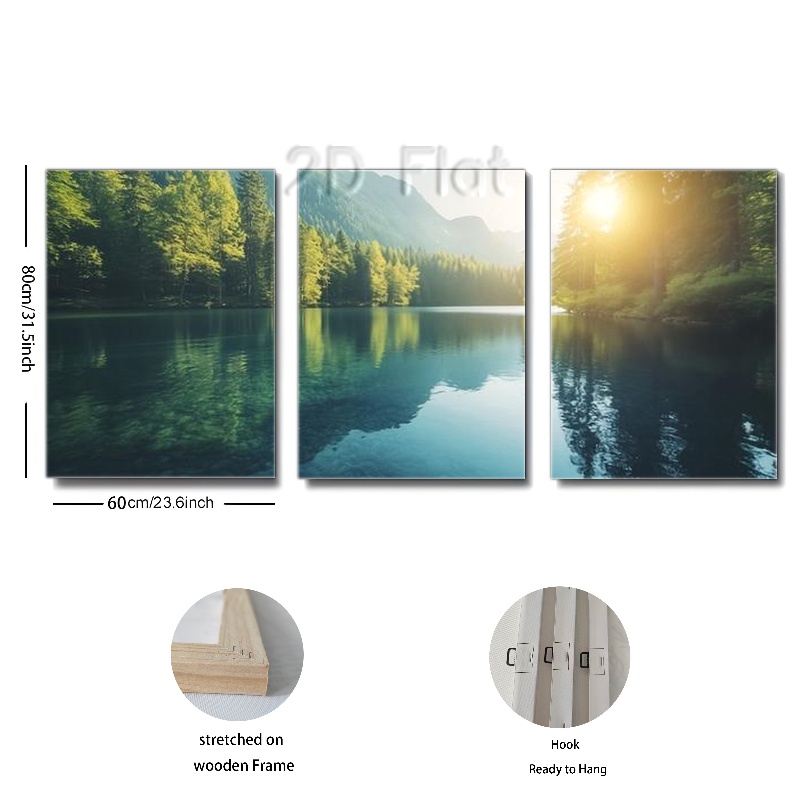 2D Flat
80cm/31.5inch
60cm/23.6inch
stretched on
wooden Frame
Hook
Ready to Hang